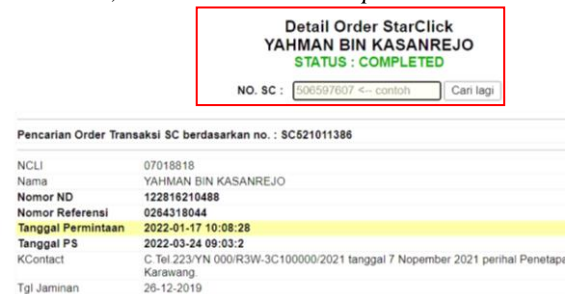 Detail Order StarClick
YAHMAN BIN KASANREJO
STATUS : COMPLETED
NO. SC : 506597607 <-- contoh Cari lagi
Pencarian Order Transaksi SC berdasarkan no. : SC521011386
NCLI 07018818
Nama YAHMAN BIN KASANREJO
Nomor ND 122816210488
Nomor Referensi 0264318044
Tanggal Permintaan 2022-01-17 10:08:28
Tanggal PS 2022-03-24 09:03:2
KContact C.Tel.223/YN 000/R3W-3C100000/2021 tanggal 7 Nopember 2021 perihal Penetapa
Karawang.
Tgl Jaminan 26-12-2019